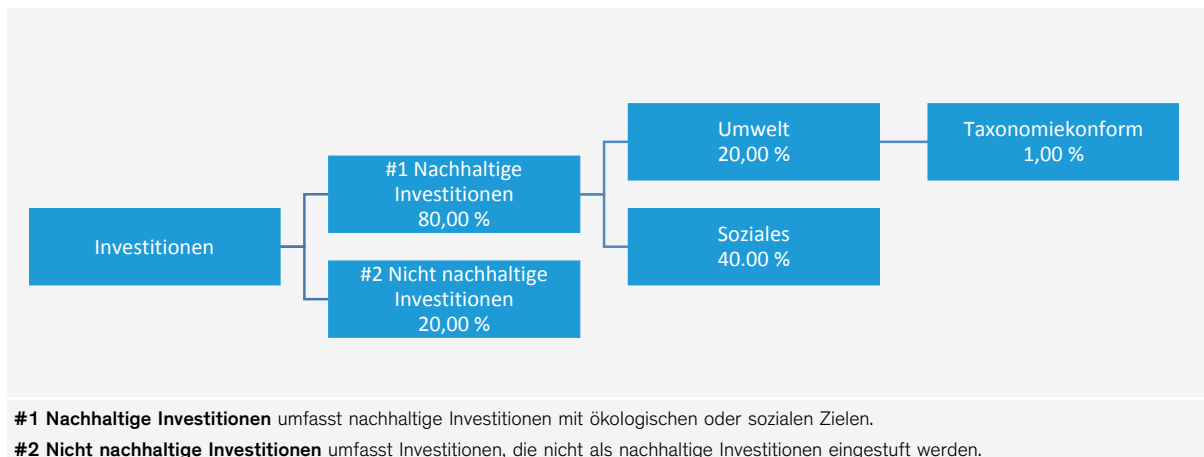 Umwelt
20,00 %
Taxonomiekonform
1,00 %
#1 Nachhaltige
Investitionen
80,00 %
Investitionen
Soziales
40.00 %
#2 Nicht nachhaltige
Investitionen
20,00 %
#1 Nachhaltige Investitionen umfasst nachhaltige Investitionen mit ökologischen oder sozialen Zielen.
#2 Nicht nachhaltige Investitionen umfasst Investitionen, die nicht als nachhaltige Investitionen eingestuft werden.